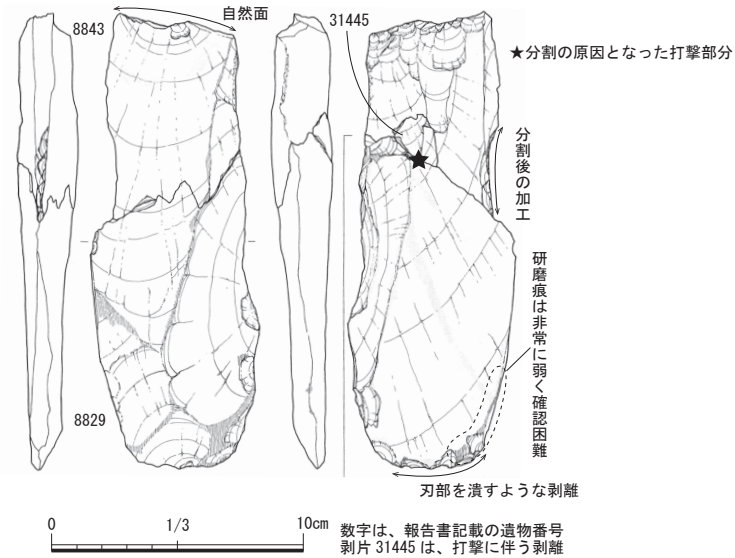 自然面
8843
31445
★分割の原因となった打撃部分
分割後の加工
研磨痕は非常に弱く確認困難
8829
刃部を潰すような剥離
0 1/3 10cm
数字は、報告書記載の遺物番号
剥片 31445 は、打撃に伴う剥離